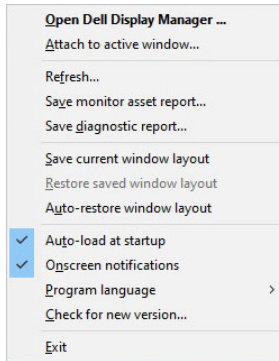 Open Dell Display Manager ...
Attach to active window...
Refresh...
Save monitor asset report...
Save diagnostic report...
Save current window layout
Restore saved window layout
Auto-restore window layout
Auto-load at startup
Onscreen notifications
Program language
Check for new version...
Exit